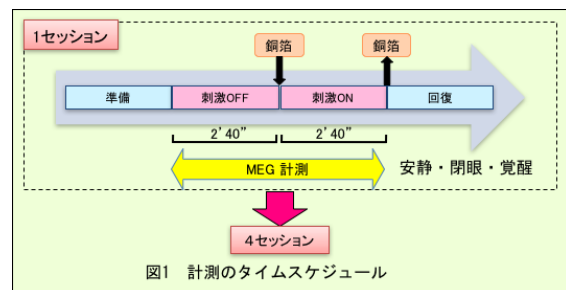 1セッション
銅箔 銅箔
準備 刺激OFF 刺激ON 回復
2’40” 2’40”
MEG 計測 安静・閉眼・覚醒
4セッション
図1 計測のタイムスケジュール